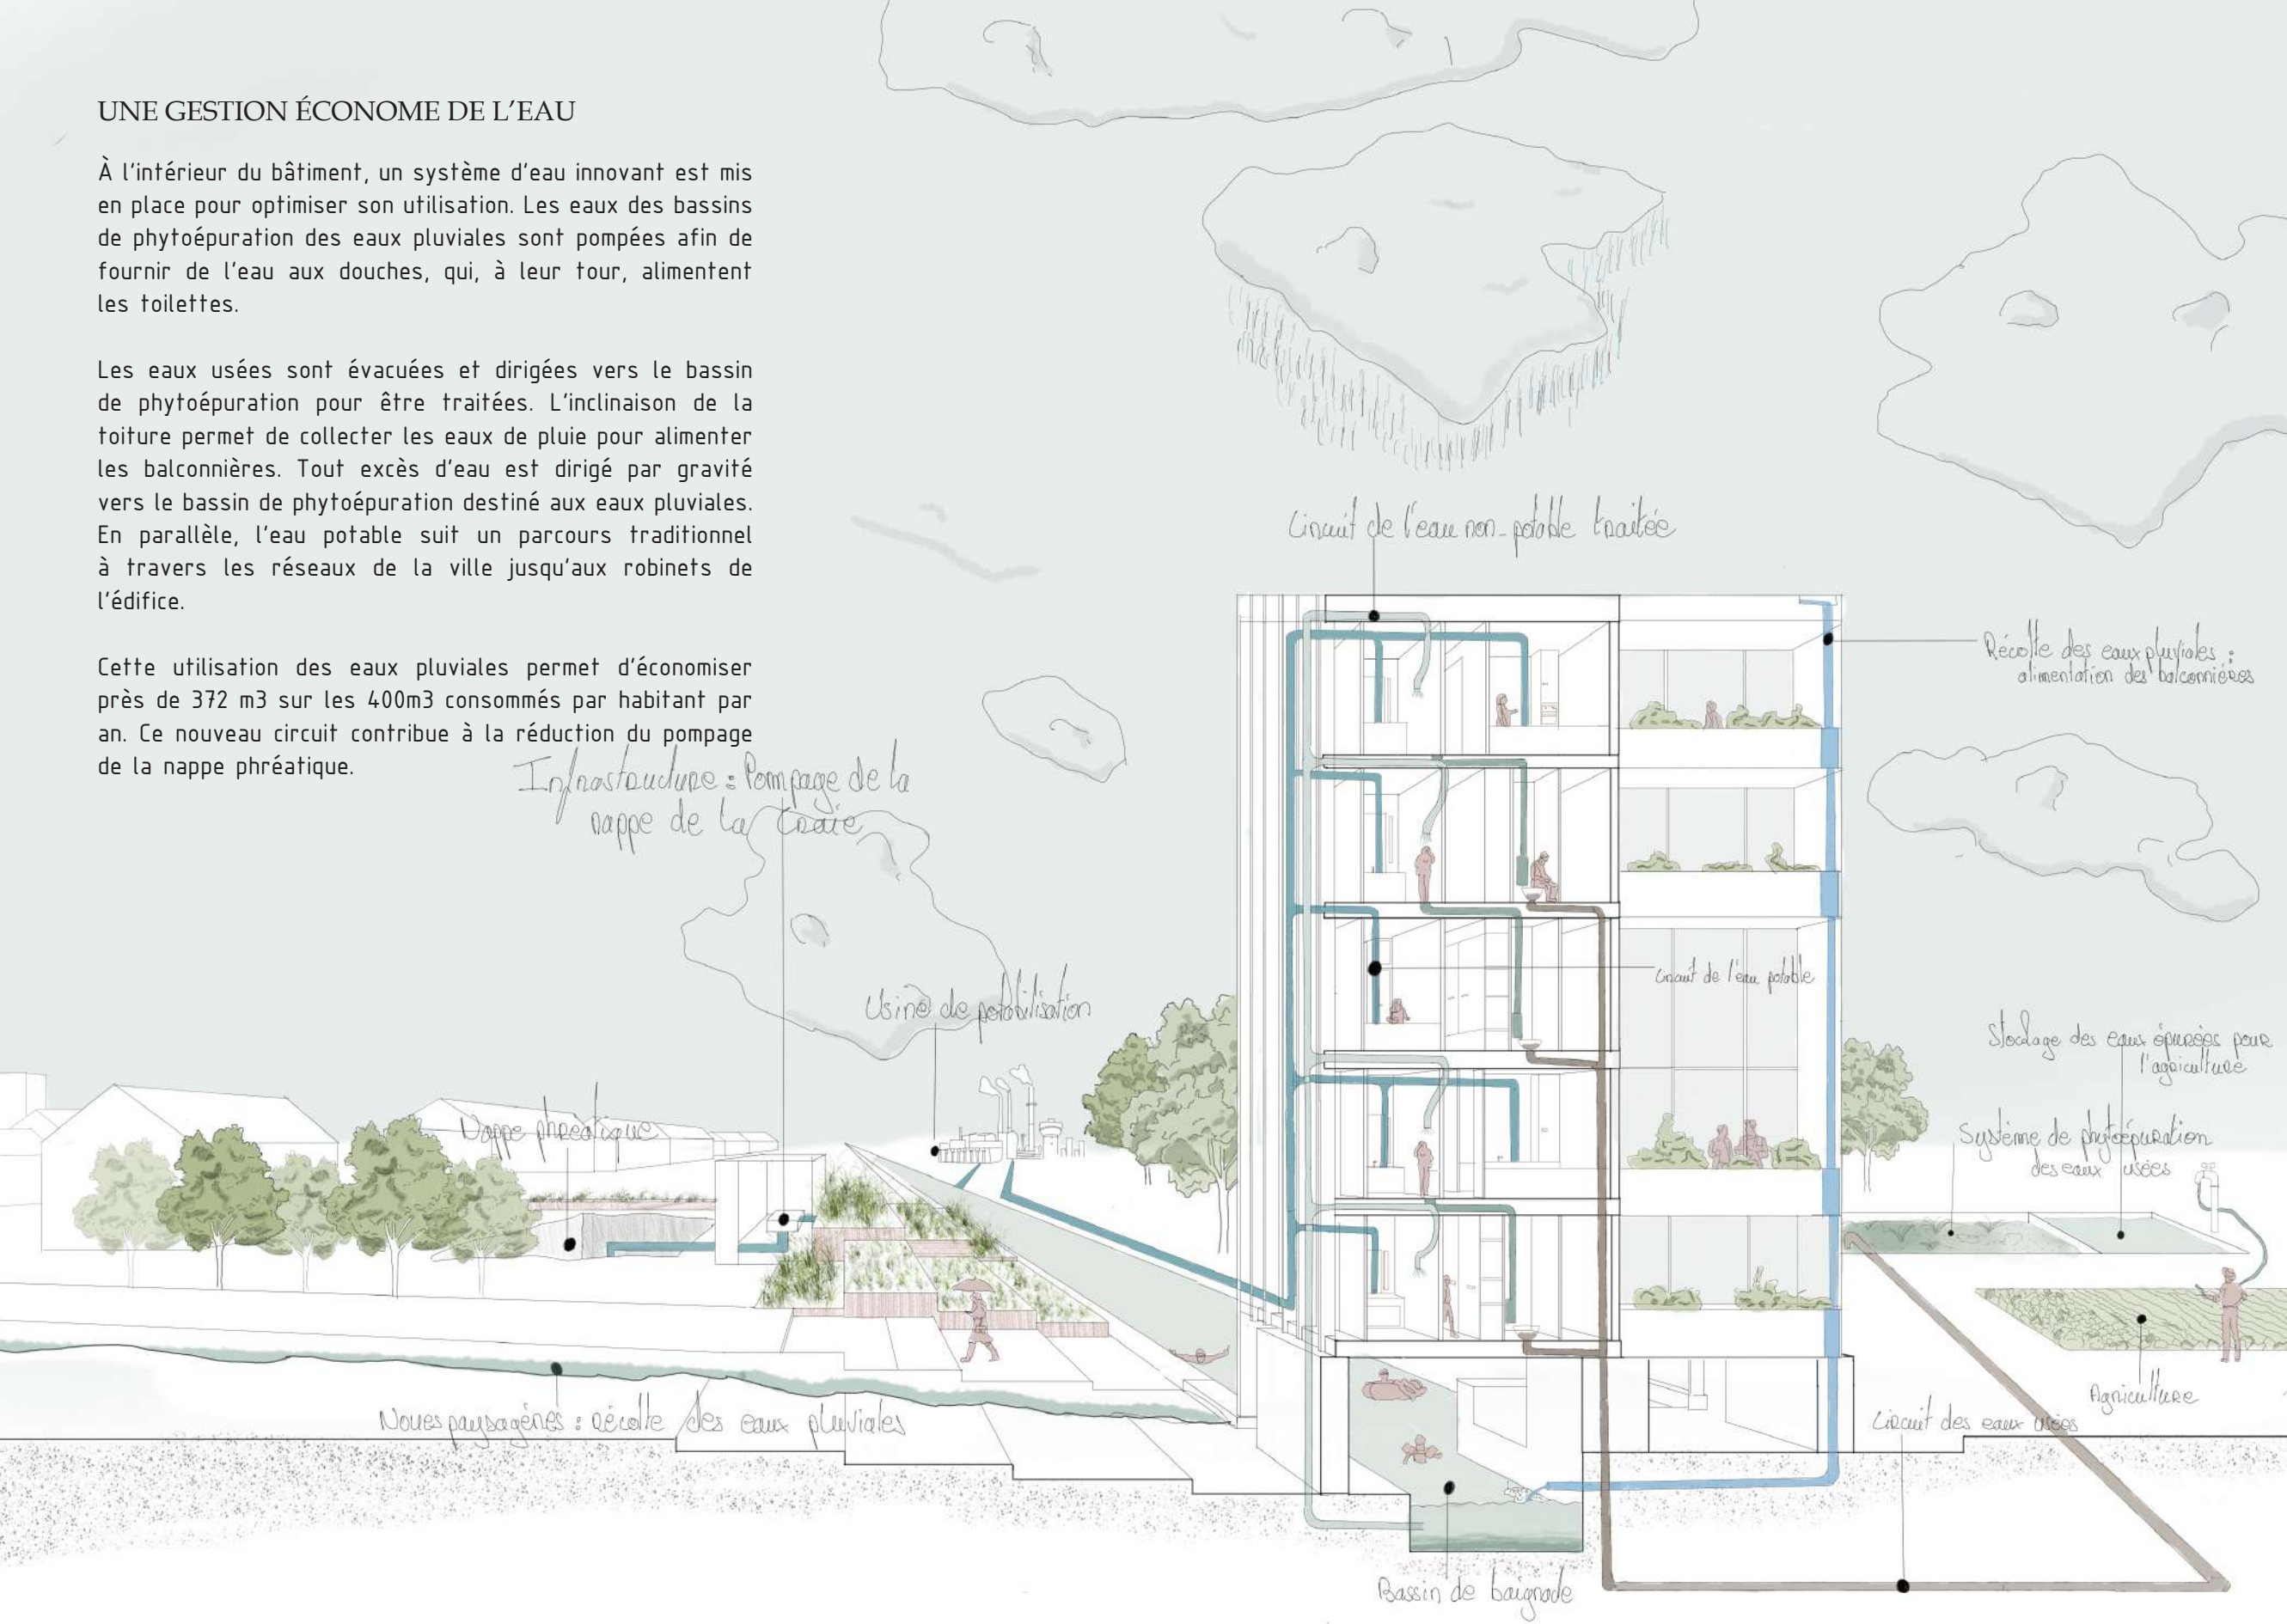 UNE GESTION ÉCONOME DE L'EAU
À l'intérieur du bâtiment, un système d'eau innovant est mis
en place pour optimiser son utilisation. Les eaux des bassins
de phytoépuration des eaux pluviales sont pompées afin de
fournir de l'eau aux douches, qui, à leur tour, alimentent
les toilettes.
Les eaux usées sont évacuées et dirigées vers le bassin
de phytoépuration pour être traitées. L'inclinaison de la
toiture permet de collecter les eaux de pluie pour alimenter
les balconnières. Tout excès d'eau est dirigé par gravité
vers le bassin de phytoépuration destiné aux eaux pluviales.
En parallèle, l'eau potable suit un parcours traditionnel
à travers les réseaux de la ville jusqu'aux robinets de
l'édifice.
Cette utilisation des eaux pluviales permet d'économiser
près de 372 m3 sur les 400m3 consommés par habitant par
an. Ce nouveau circuit contribue à la réduction du pompage
de la nappe phréatique.
Infrastructure : Pompage de la
nappe de la craie
Circuit de l'eau non-potable traitée
Récolte des eaux pluviales :
alimentation des balconnières
Circuit de l'eau potable
Usine de potabilisation
Stockage des eaux épurées pour
l'agriculture
Nappe phréatique
Système de phytoépuration
des eaux usées
Agriculture
Noues paysagères : récolte des eaux pluviales
Circuit des eaux usées
Bassin de baignade